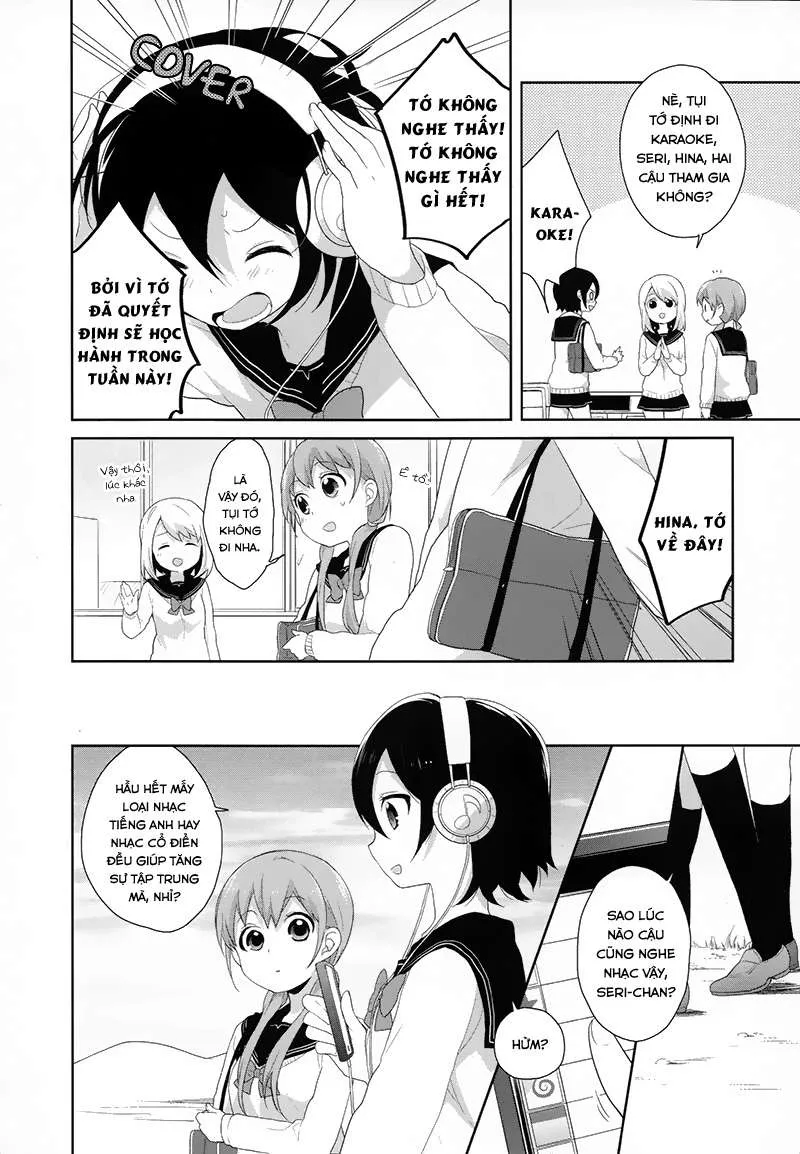 NÈ, TỤI
TỚ ĐỊNH ĐI
KARAOKE,
SERI, HINA, HAI
CẬU THAM GIA
KHÔNG?
KARA-
OKE!
TỚ KHÔNG
NGHE THẤY!
TỚ KHÔNG
NGHE THẤY
GÌ HẾT!
COVER
BỞI VÌ TỚ
ĐÃ QUYẾT
ĐỊNH SẼ HỌC
HÀNH TRONG
TUẦN NÀY!
HINA, TỚ
VỀ ĐÂY!
Ể tớ
LÀ
VẬY ĐÓ,
TỤI TỚ
KHÔNG
ĐI NHA.
Vậy thôi,
lúc khác
nha
SAO LÚC
NÀO CẬU
CŨNG NGHE
NHẠC VẬY,
SERI-CHAN?
HỬM?
HẦU HẾT MẤY
LOẠI NHẠC
TIẾNG ANH HAY
NHẠC CỔ ĐIỂN
ĐỀU GIÚP TĂNG
SỰ TẬP TRUNG
MÀ, NHỈ?